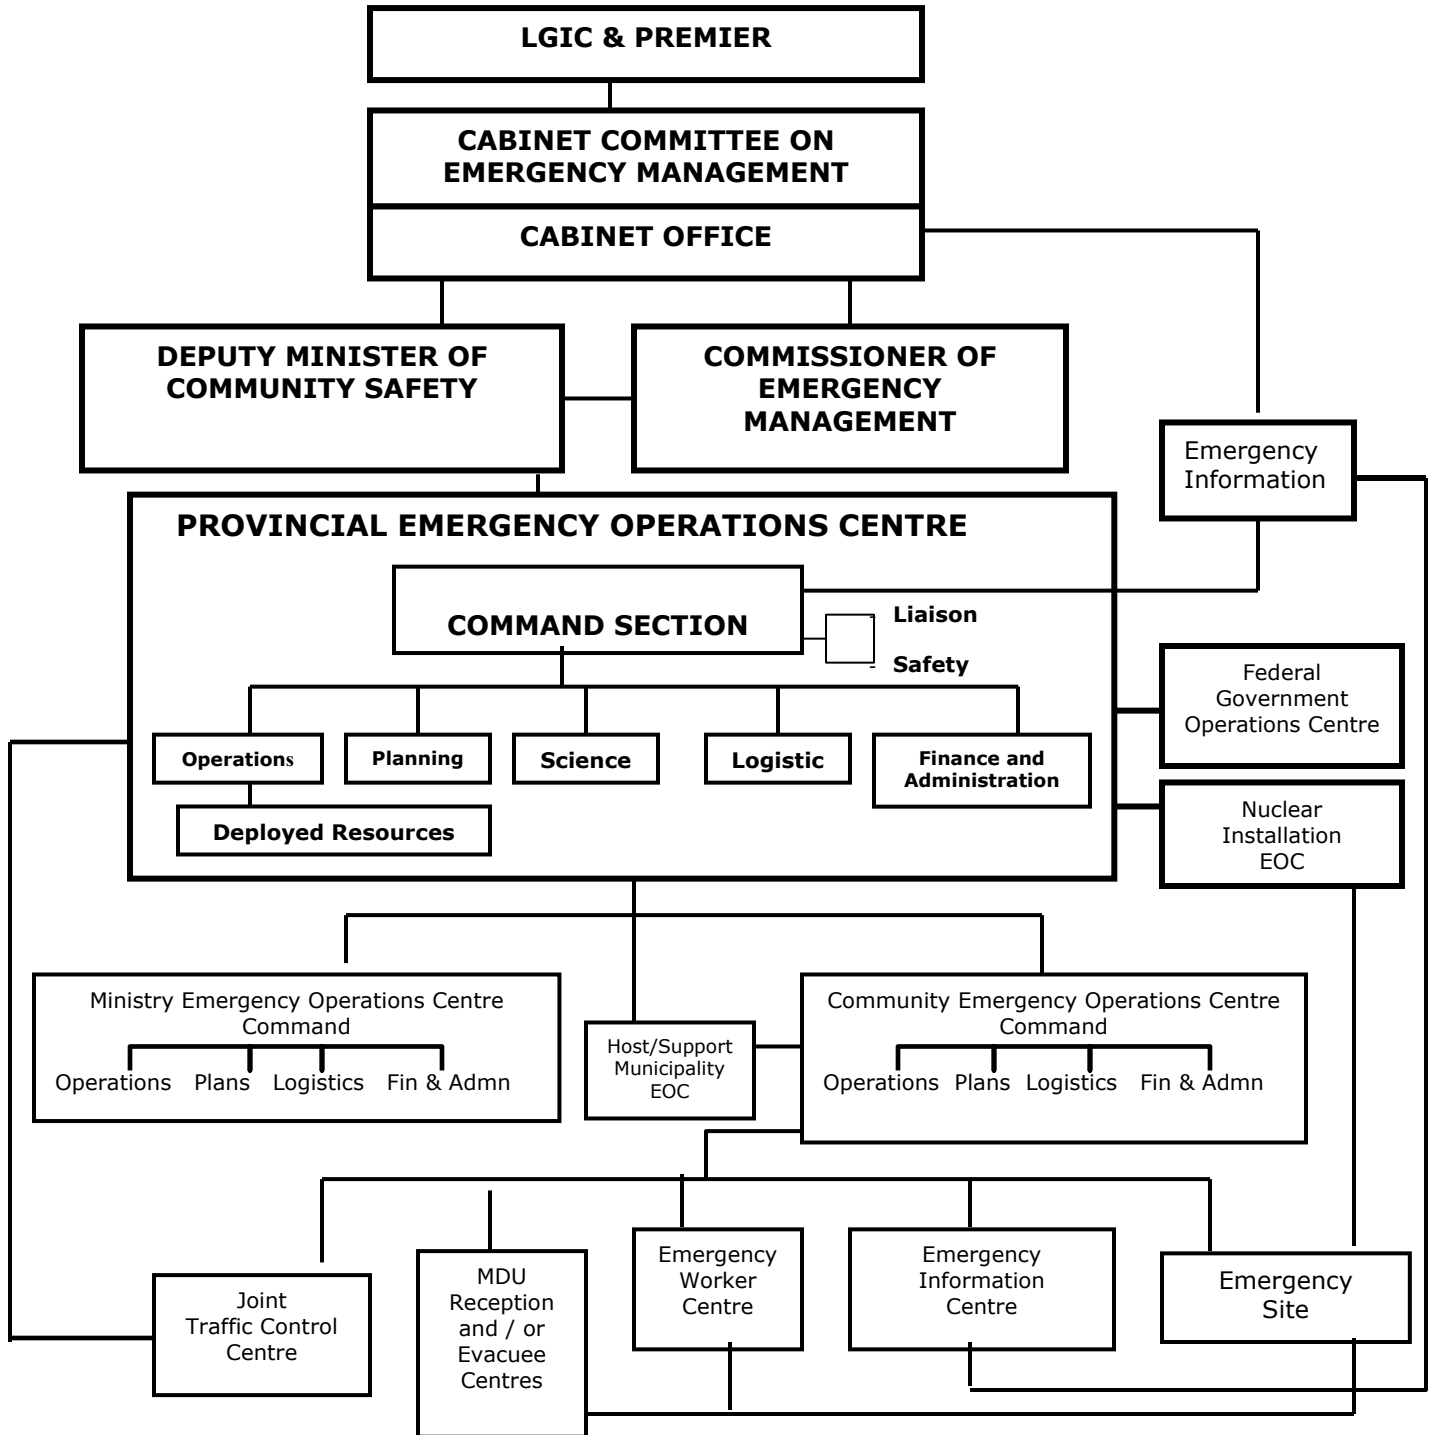 LGIC & PREMIER
CABINET COMMITTEE ON
EMERGENCY MANAGEMENT
CABINET OFFICE
DEPUTY MINISTER OF
COMMUNITY SAFETY
COMMISSIONER OF
EMERGENCY
MANAGEMENT
Emergency
Information
PROVINCIAL EMERGENCY OPERATIONS CENTRE
COMMAND SECTION
- Liaison
- Safety
Federal
Government
Operations Centre
Operations
Planning
Science
Logistic
Finance and
Administration
Deployed Resources
Nuclear
Installation
EOC
Ministry Emergency Operations Centre
Command
Operations Plans Logistics Fin & Admn
Host/Support
Municipality
EOC
Community Emergency Operations Centre
Command
Operations Plans Logistics Fin & Admn
Joint
Traffic Control
Centre
MDU
Reception
and / or
Evacuee
Centres
Emergency
Worker
Centre
Emergency
Information
Centre
Emergency
Site